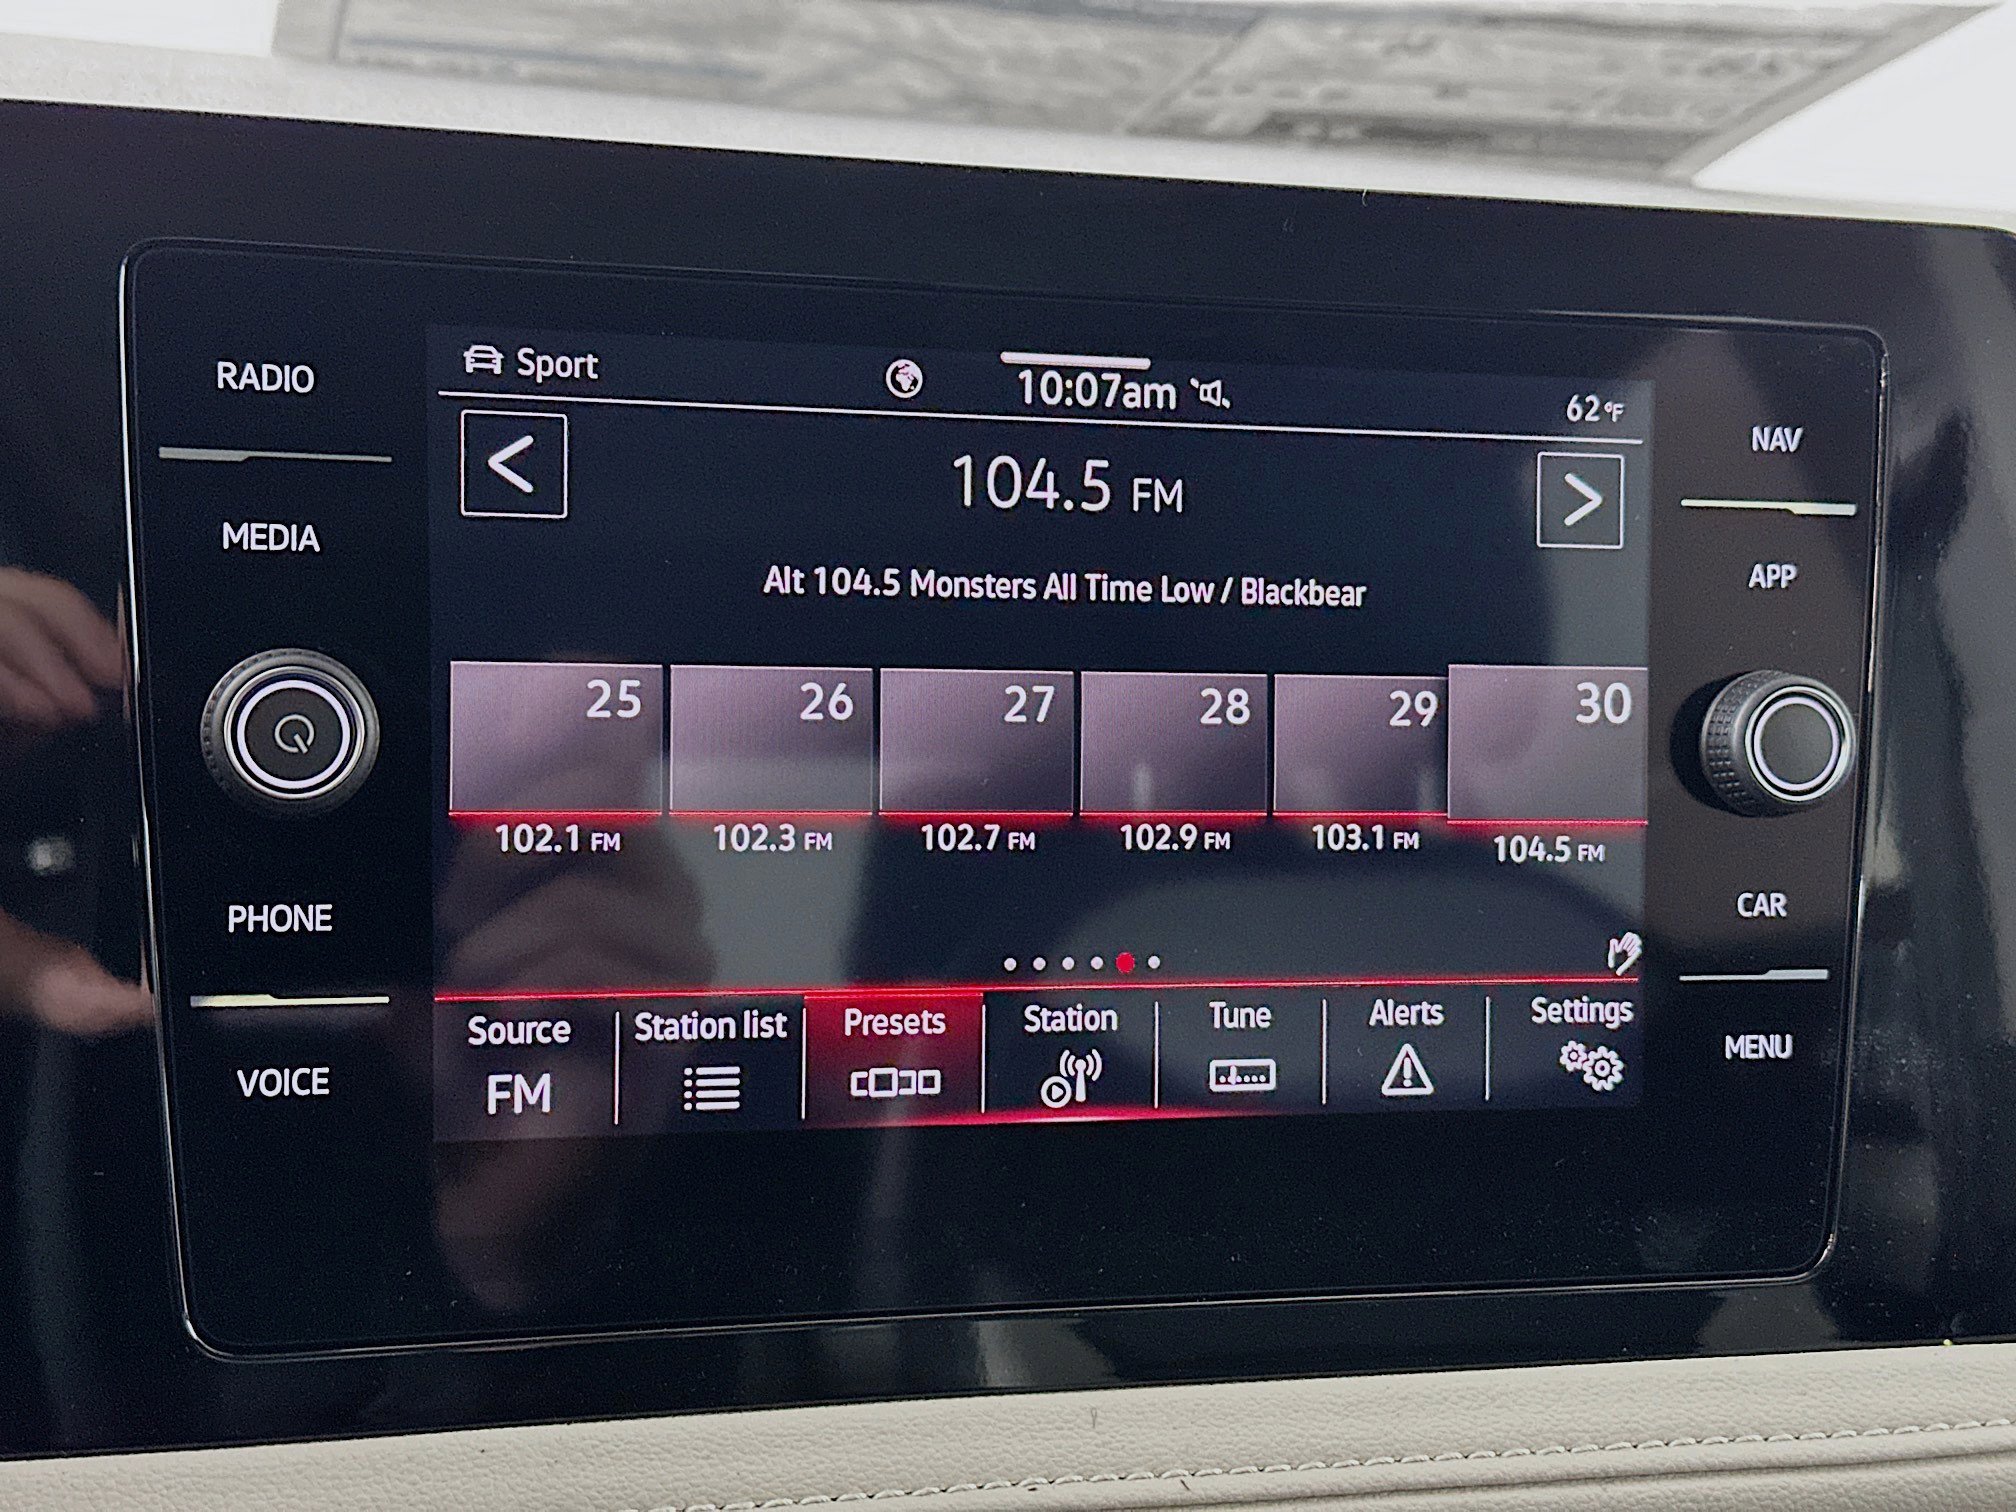 RADIO
MEDIA
PHONE
VOICE
Sport
10:07am
62°F
104.5 FM
Alt 104.5 Monsters All Time Low / Blackbear
25 26 27 28 29 30
102.1 FM 102.3 FM 102.7 FM 102.9 FM 103.1 FM 104.5 FM
Source Station list Presets Station Tune Alerts Settings
FM
NAV
APP
CAR
MENU